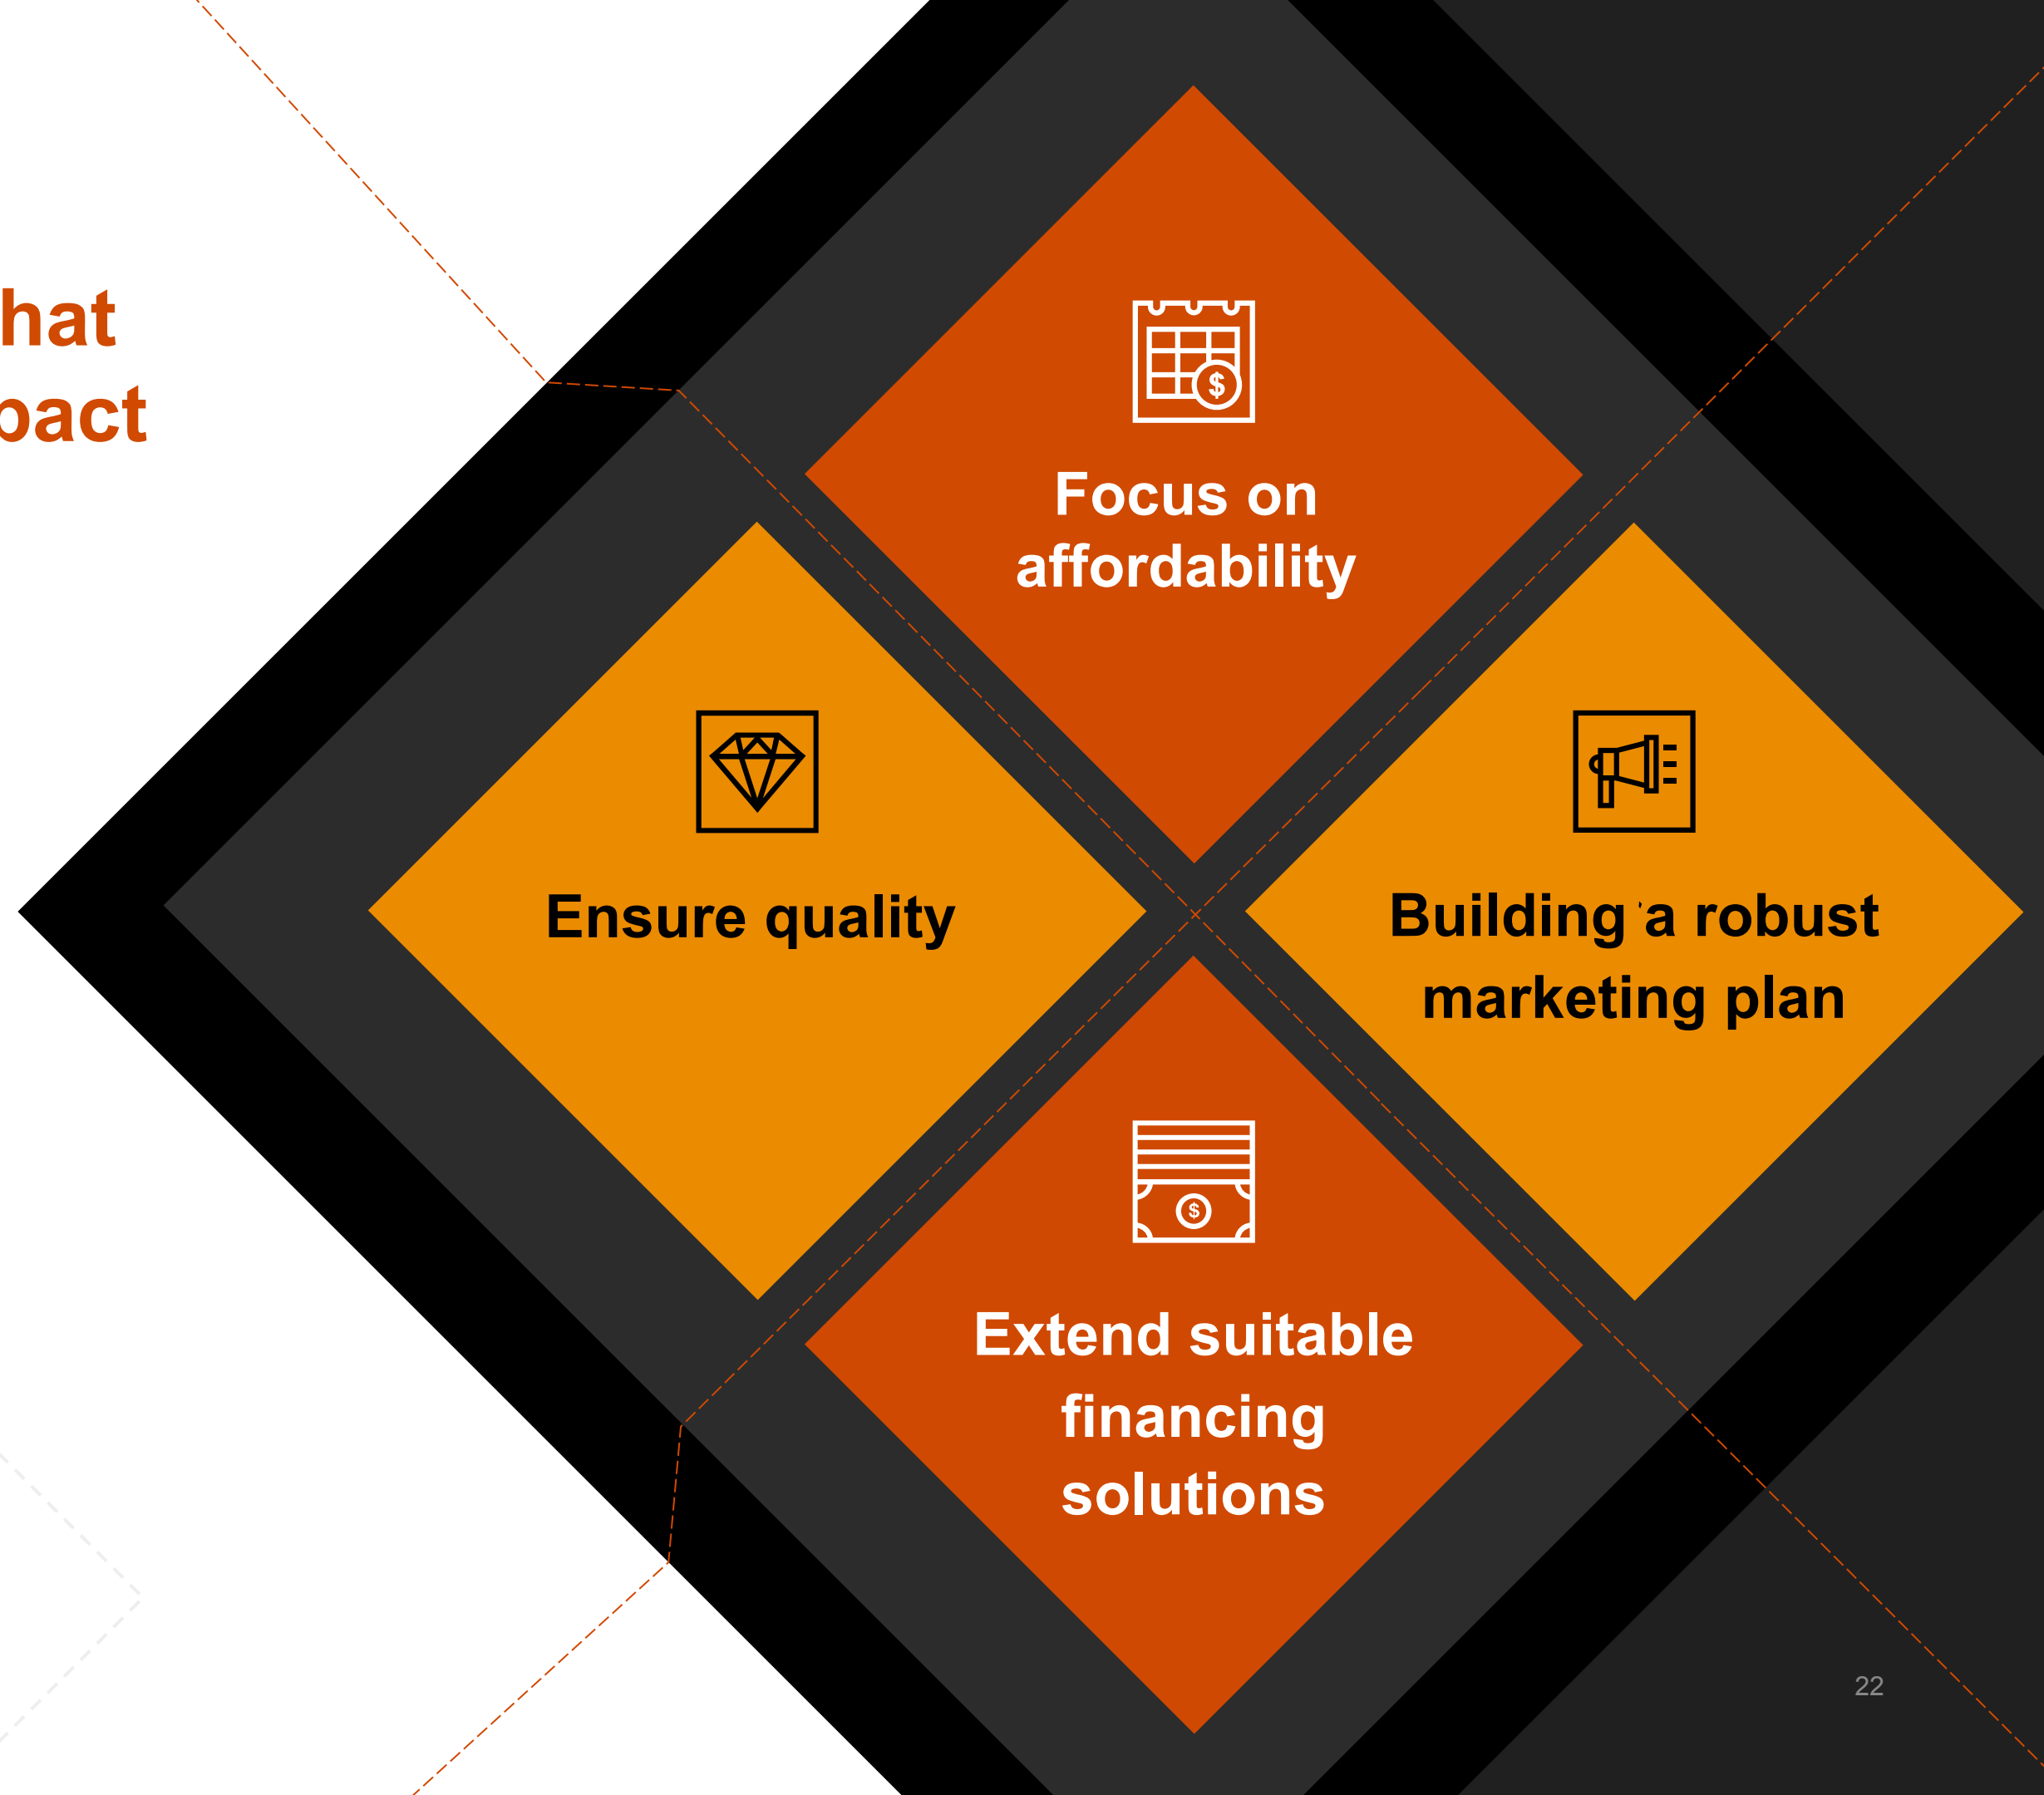 hat
pact
Focus on
affordability
Ensure quality
Building a robust
marketing plan
Extend suitable
financing
solutions
22